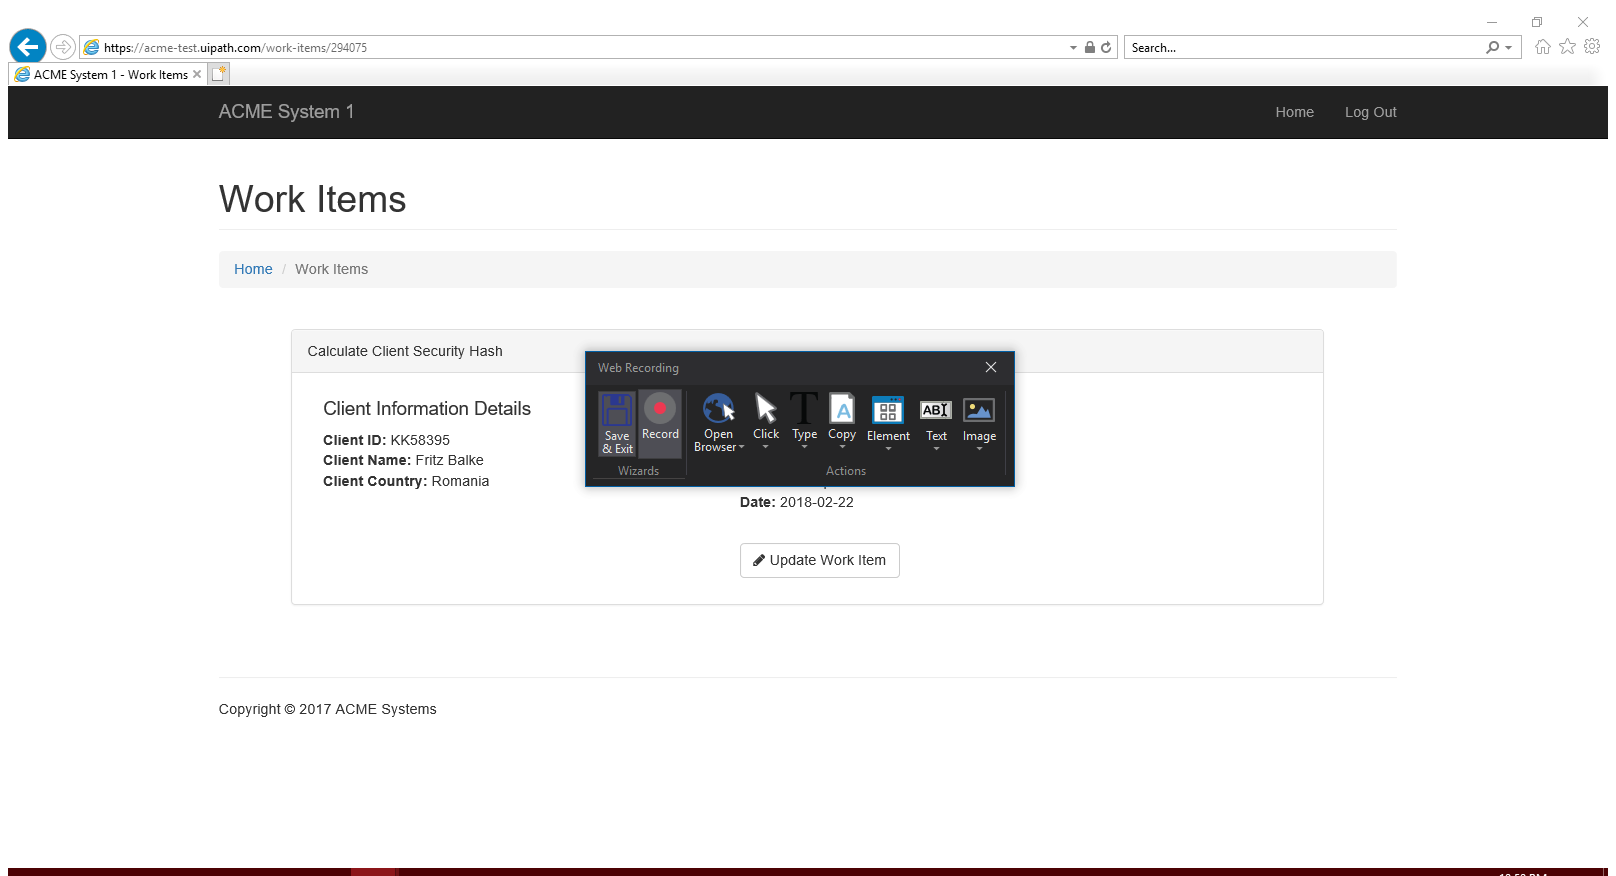 https://acme-test.uipath.com/work-items/294075
Search...
ACME System 1 - Work Items
ACME System 1
Home
Log Out
Work Items
Home / Work Items
Calculate Client Security Hash
Web Recording
Save & Exit
Record
Open Browser
Click
Type
Copy
Element
Text
Image
Wizards
Actions
Client Information Details
Client ID: KK58395
Client Name: Fritz Balke
Client Country: Romania
Date: 2018-02-22
Update Work Item
Copyright © 2017 ACME Systems